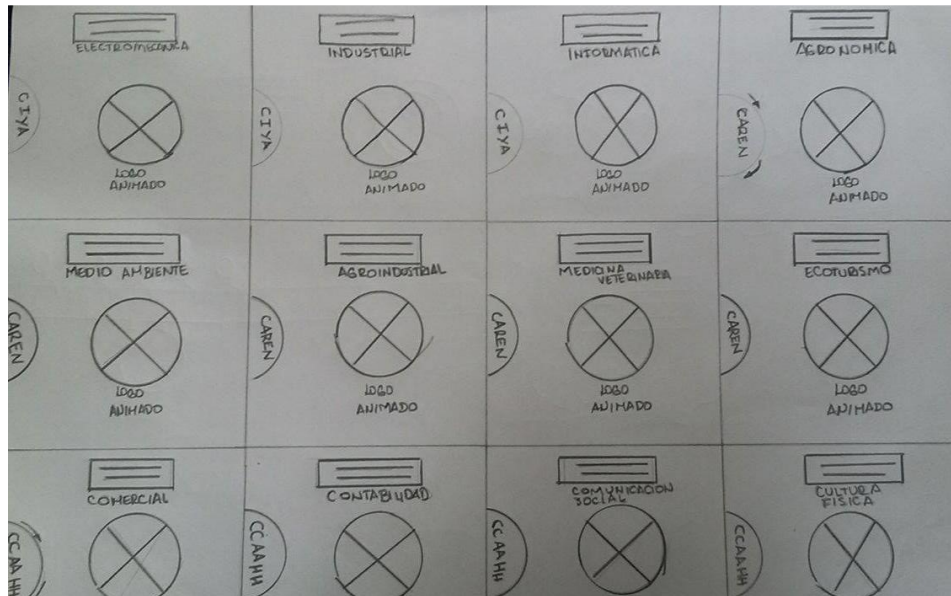 ELECTROMECANICA
CIYA
LOGO
ANIMADO
INDUSTRIAL
CIYA
LOGO
ANIMADO
INFORMATICA
CIYA
LOGO
ANIMADO
AGRONOMICA
CAREN
LOGO
ANIMADO
MEDIO AMBIENTE
CAREN
LOGO
ANIMADO
AGROINDUSTRIAL
CAREN
LOGO
ANIMADO
MEDICINA
VETERINARIA
CAREN
LOGO
ANIMADO
ECOTURISMO
CAREN
LOGO
ANIMADO
COMERCIAL
CCAAHH
CONTABILIDAD
CCAAHH
COMUNICACION
SOCIAL
CCAAHH
CULTURA
FISICA
CCAAHH